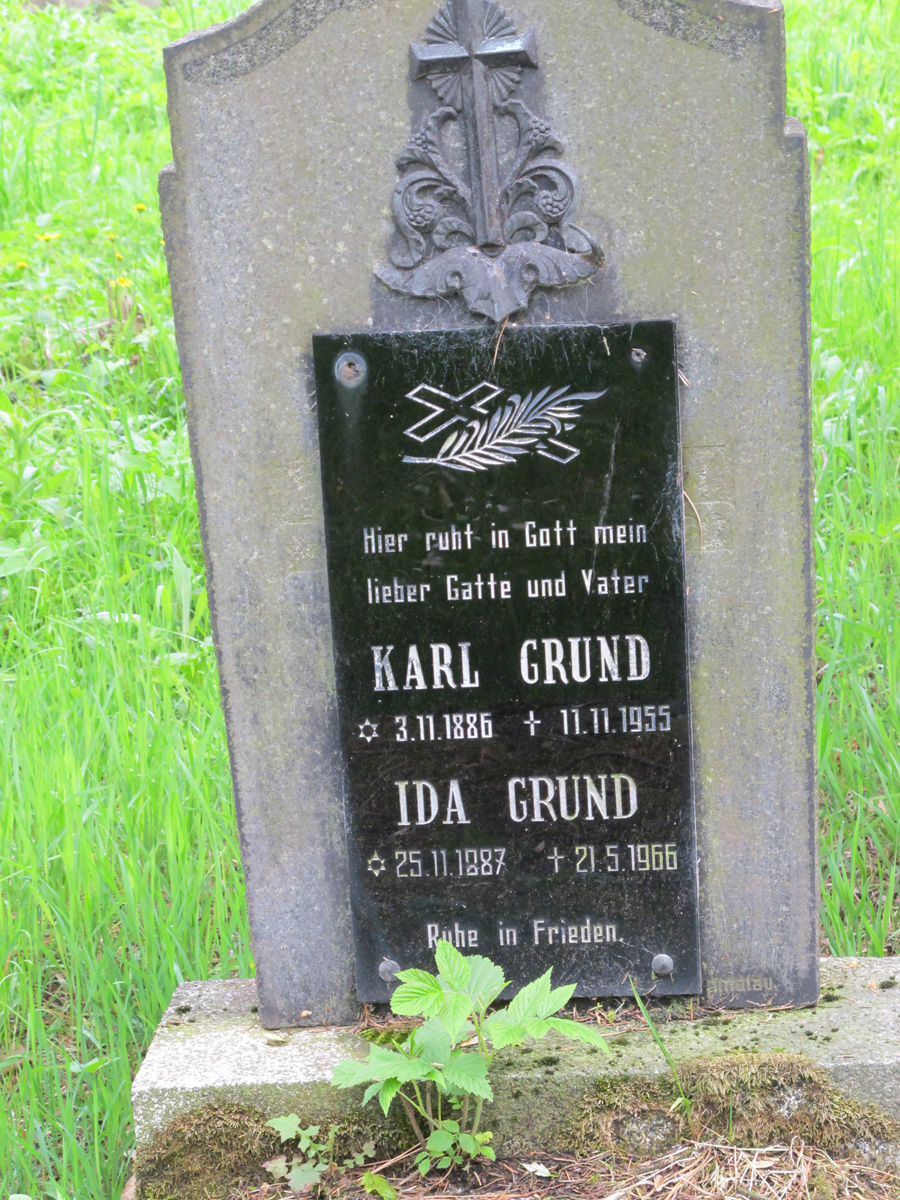 Hier ruht in Gott mein
lieber Gatte und Vater
KARL GRUND
✡ 3.11.1886 ✝ 11.11.1955
IDA GRUND
✡ 25.11.1887 ✝ 21.5.1966
Ruhe in Frieden.